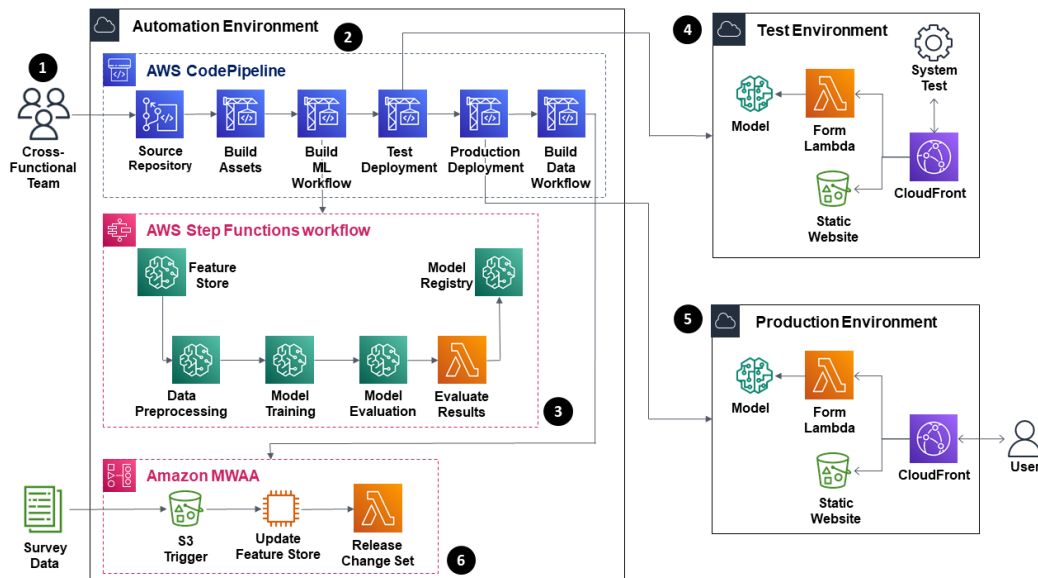 Automation Environment
2
1
AWS CodePipeline
Cross-
Functional
Team
Source
Repository
Build
Assets
Build
ML
Workflow
Test
Deployment
Production
Deployment
Build
Data
Workflow
AWS Step Functions workflow
Feature
Store
Model
Registry
Data
Preprocessing
Model
Training
Model
Evaluation
Evaluate
Results
3
Amazon MWAA
Survey
Data
S3
Trigger
Update
Feature Store
Release
Change Set
6
4
Test Environment
System
Test
Model
Form
Lambda
CloudFront
Static
Website
5
Production Environment
Model
Form
Lambda
CloudFront
User
Static
Website